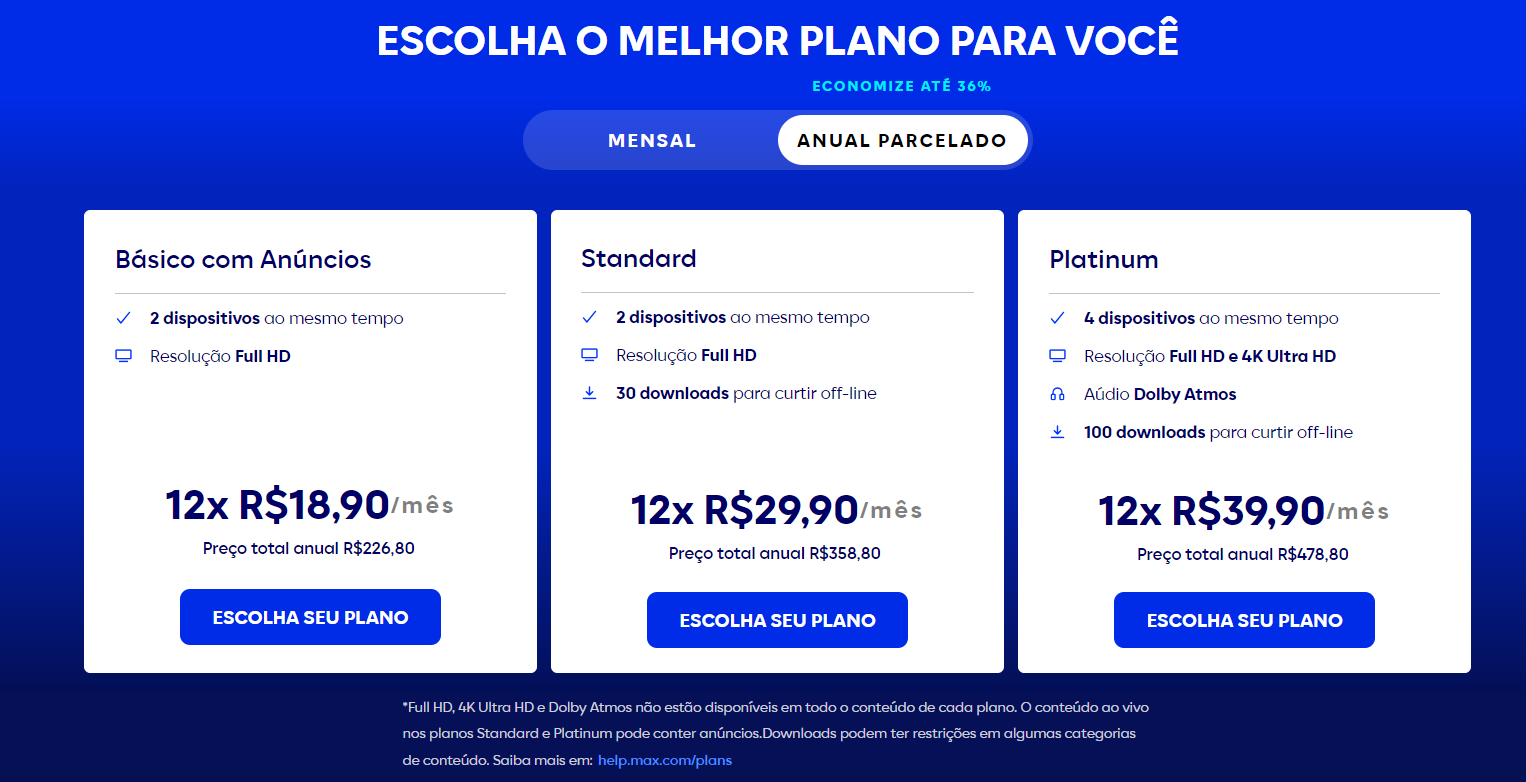 ESCOLHA O MELHOR PLANO PARA VOCÊ
ECONOMIZE ATÉ 36%
MENSAL
ANUAL PARCELADO
Básico com Anúncios
2 dispositivos ao mesmo tempo
Resolução Full HD
12x R$18,90/mês
Preço total anual R$226,80
ESCOLHA SEU PLANO
Standard
2 dispositivos ao mesmo tempo
Resolução Full HD
30 downloads para curtir off-line
12x R$29,90/mês
Preço total anual R$358,80
ESCOLHA SEU PLANO
Platinum
4 dispositivos ao mesmo tempo
Resolução Full HD e 4K Ultra HD
Aúdio Dolby Atmos
100 downloads para curtir off-line
12x R$39,90/mês
Preço total anual R$478,80
ESCOLHA SEU PLANO
*Full HD, 4K Ultra HD e Dolby Atmos não estão disponíveis em todo o conteúdo de cada plano. O conteúdo ao vivo
nos planos Standard e Platinum pode conter anúncios.Downloads podem ter restrições em algumas categorias
de conteúdo. Saiba mais em: help.max.com/plans